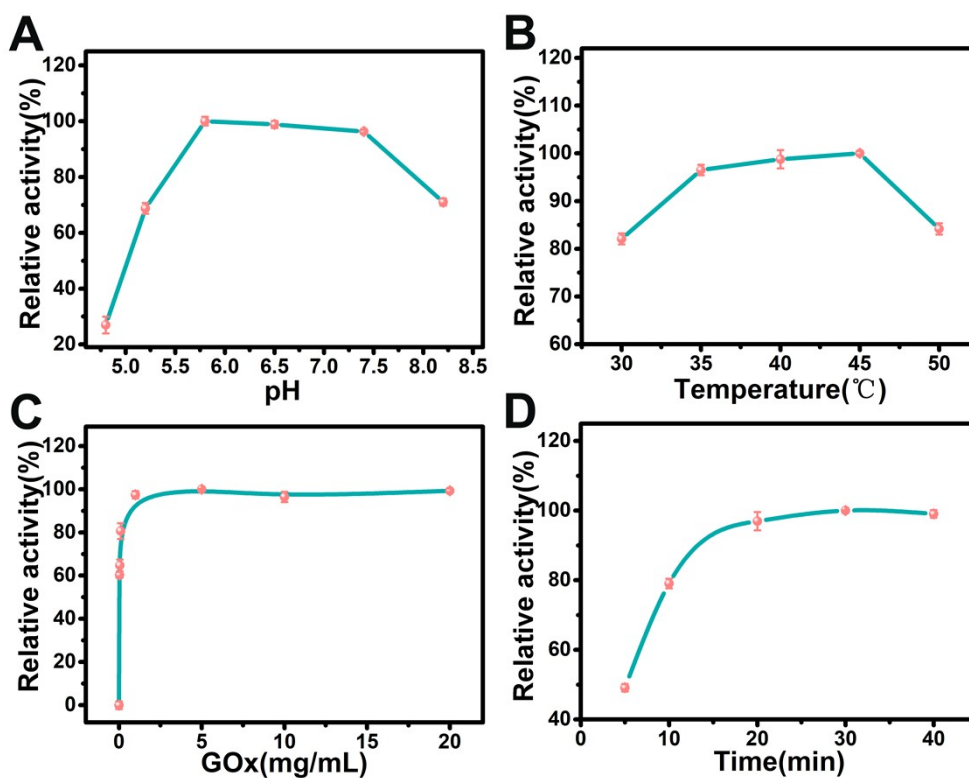 A
Relative activity(%)
120
100
80
60
40
20
5.0 5.5 6.0 6.5 7.0 7.5 8.0 8.5
pH
B
Relative activity(%)
120
110
100
90
80
70
60
30 35 40 45 50
Temperature(℃)
C
Relative activity(%)
120
100
80
60
40
20
0
0 5 10 15 20
GOx(mg/mL)
D
Relative activity(%)
120
100
80
60
40
0 10 20 30 40
Time(min)